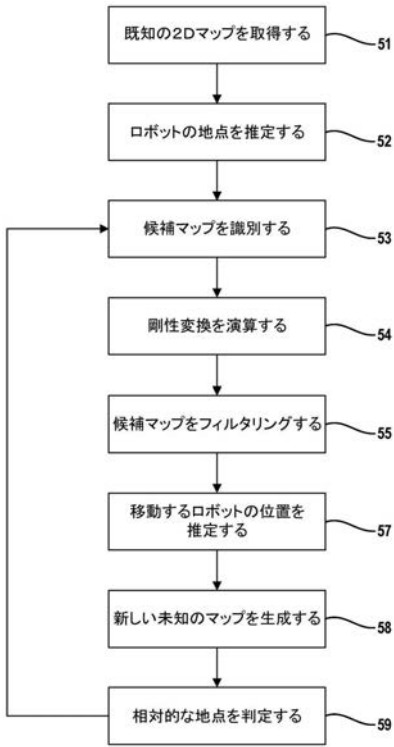 既知の2Dマップを取得する
51
ロボットの地点を推定する
52
候補マップを識別する
53
剛性変換を演算する
54
候補マップをフィルタリングする
55
移動するロボットの位置を
推定する
57
新しい未知のマップを生成する
58
相対的な地点を判定する
59